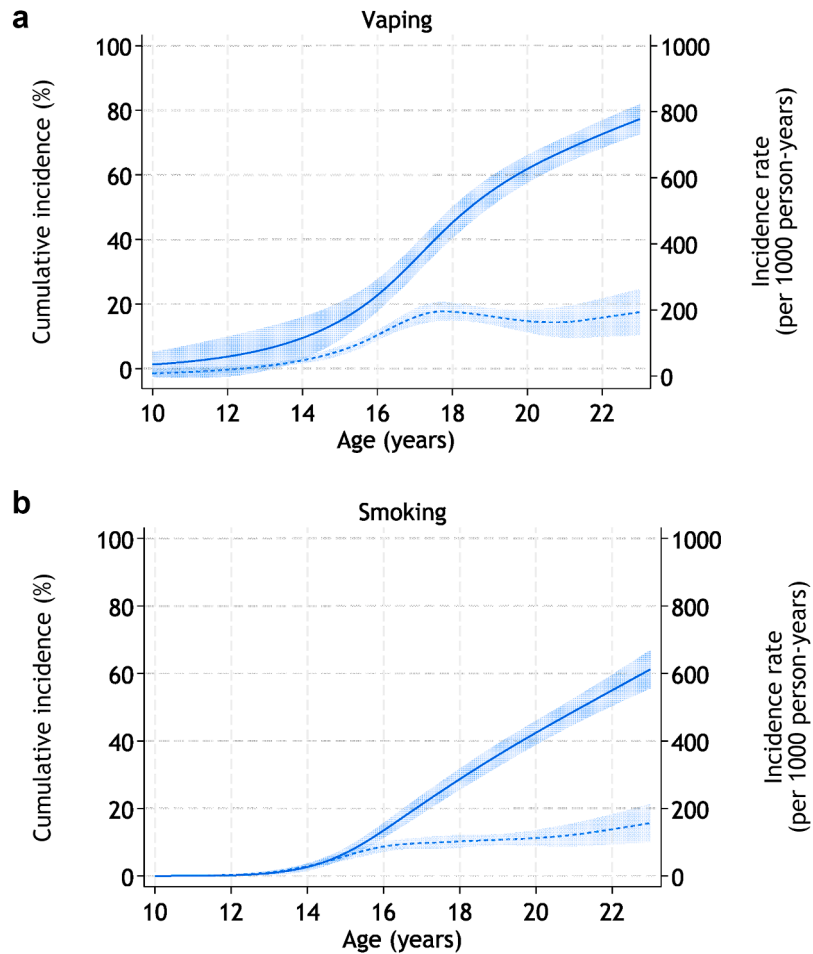 a
Vaping
100
80
60
40
20
0
Cumulative incidence (%)
1000
800
600
400
200
0
Incidence rate
(per 1000 person-years)
10 12 14 16 18 20 22
Age (years)
b
Smoking
100
80
60
40
20
0
Cumulative incidence (%)
1000
800
600
400
200
0
Incidence rate
(per 1000 person-years)
10 12 14 16 18 20 22
Age (years)